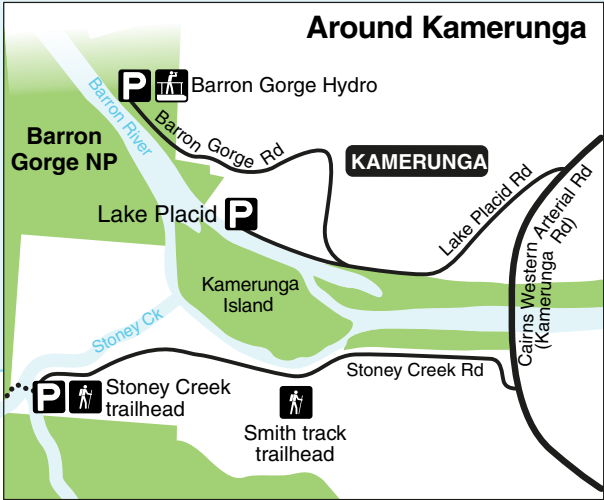 Around Kamerunga
P
Barron Gorge Hydro
Barron River
Barron Gorge Rd
Barron
Gorge NP
KAMERUNGA
Lake Placid
P
Lake Placid Rd
Cairns Western Arterial Rd
(Kamerunga Rd)
Kamerunga
Island
Stoney Ck
Stoney Creek Rd
P
Stoney Creek
trailhead
Smith track
trailhead